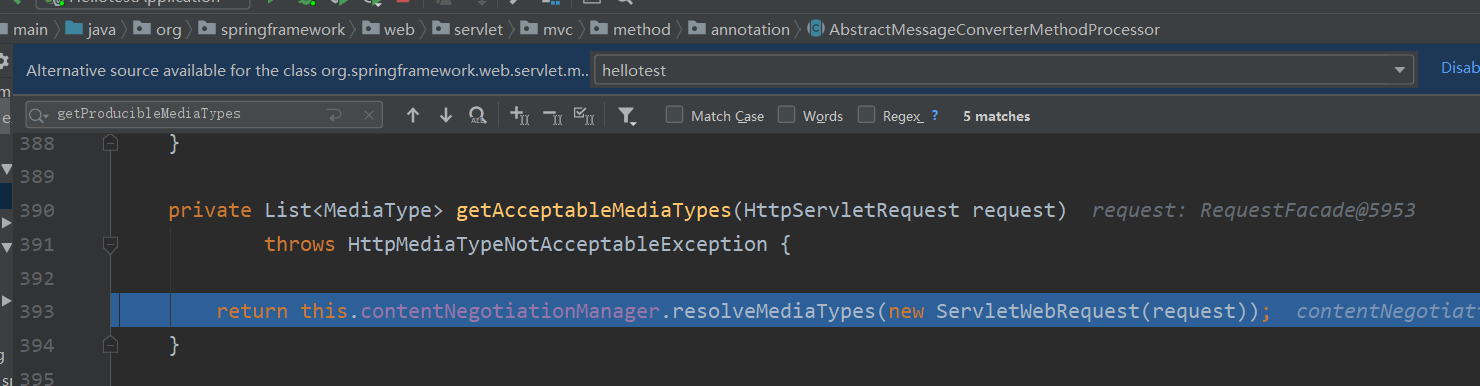 main java org springframework web servlet mvc method annotation AbstractMessageConverterMethodProcessor
Alternative source available for the class org.springframework.web.servlet.m.. hellotest Disab
getProducibleMediaTypes Match Case Words Regex ? 5 matches
388 }
389
390 private List<MediaType> getAcceptableMediaTypes(HttpServletRequest request) request: RequestFacade@5953
391 throws HttpMediaTypeNotAcceptableException {
392
393 return this.contentNegotiationManager.resolveMediaTypes(new ServletWebRequest(request)); contentNegotiat
394 }
395